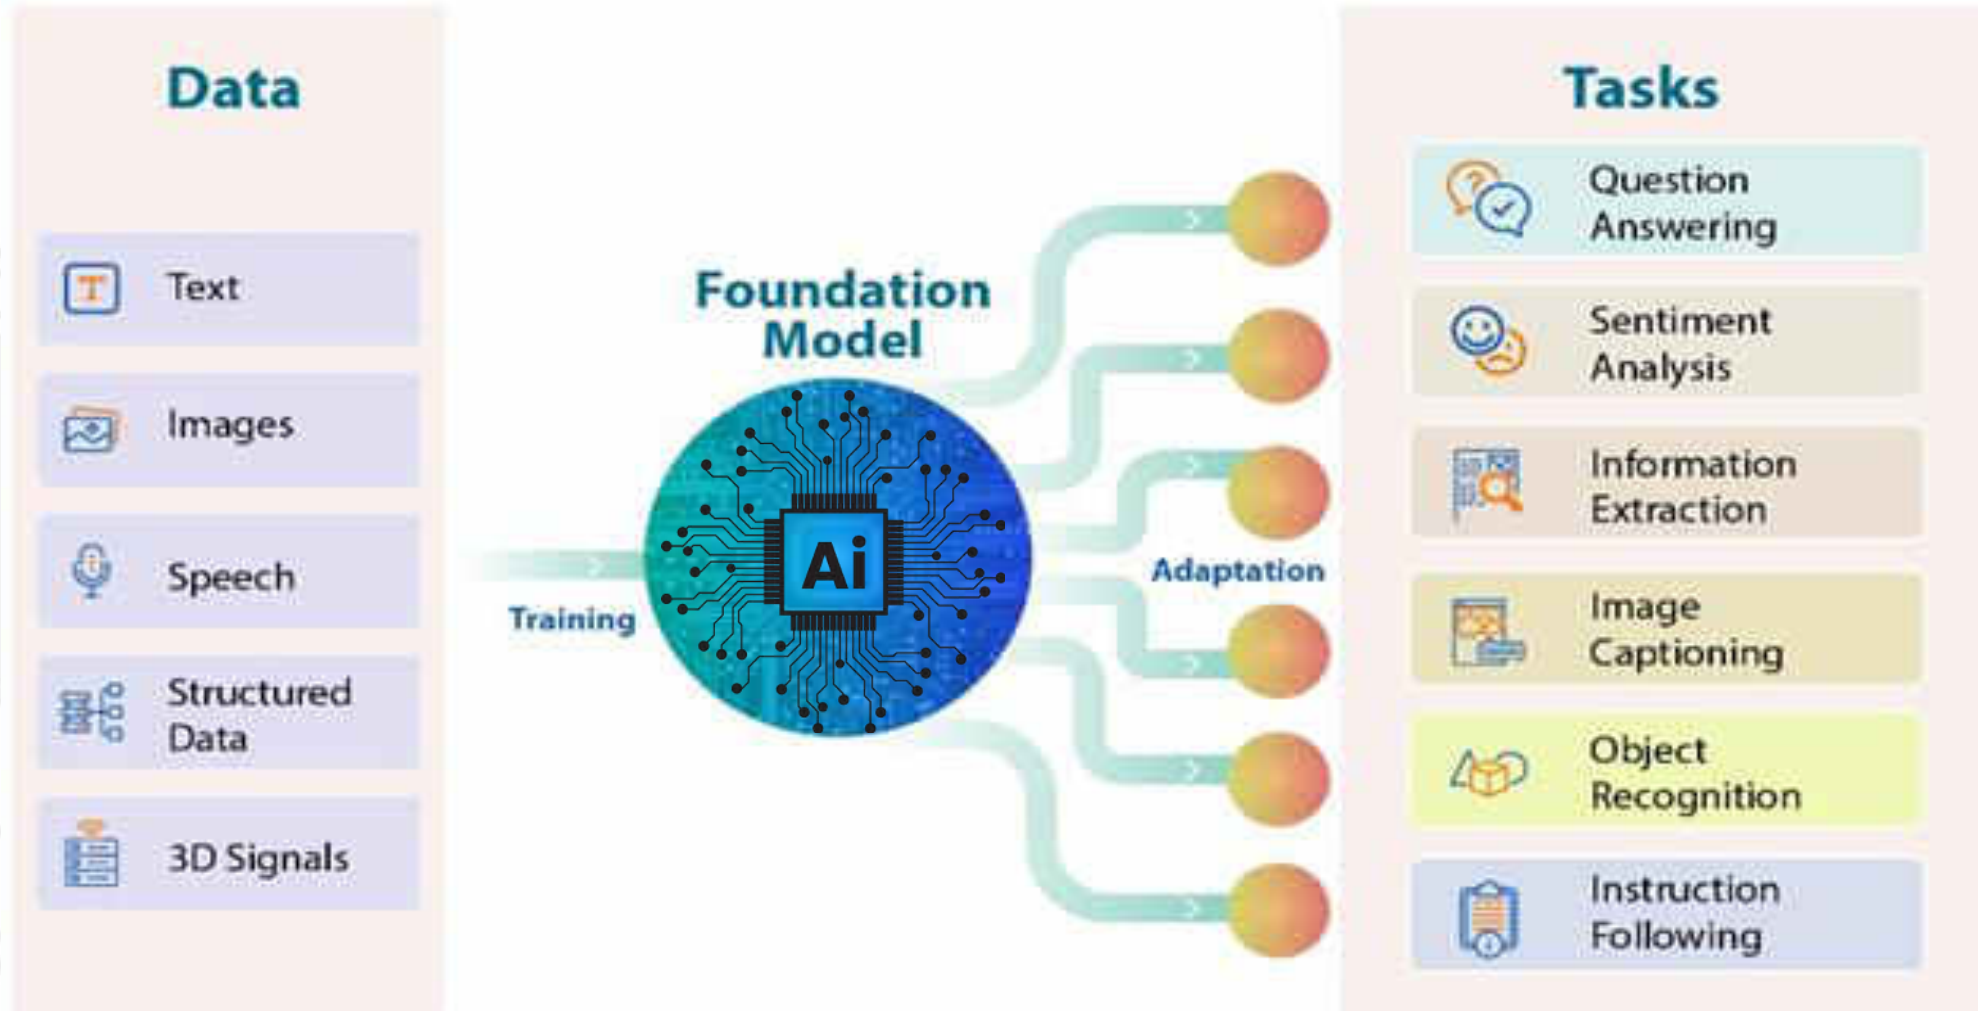 Data
Text
Images
Speech
Structured
Data
3D Signals
Training
Foundation
Model
Ai
Adaptation
Tasks
Question
Answering
Sentiment
Analysis
Information
Extraction
Image
Captioning
Object
Recognition
Instruction
Following